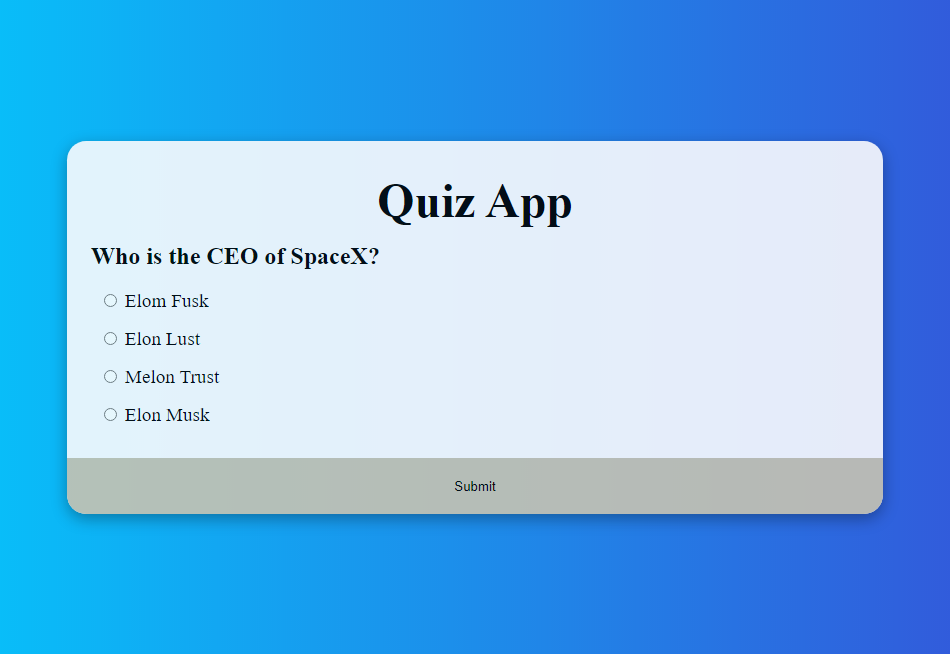 Quiz App
Who is the CEO of SpaceX?
Elom Fusk
Elon Lust
Melon Trust
Elon Musk
Submit